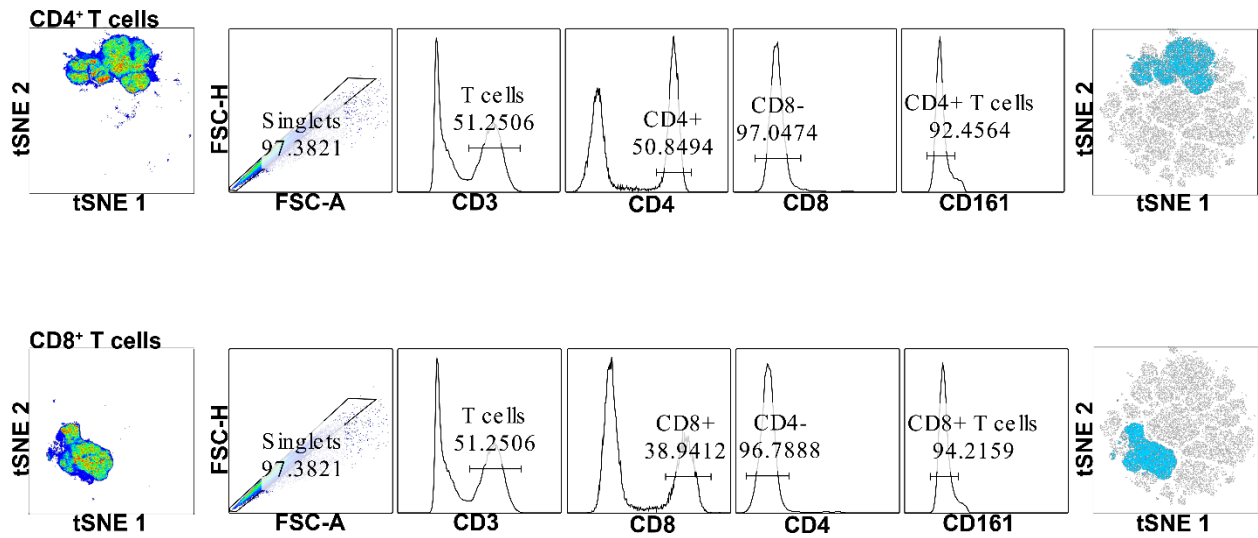 CD4⁺ T cells
tSNE 2
tSNE 1
Singlets
97.3821
FSC-H
FSC-A
T cells
51.2506
CD3
CD4+
50.8494
CD4
CD8-
97.0474
CD8
CD4+ T cells
92.4564
CD161
tSNE 2
tSNE 1
CD8⁺ T cells
tSNE 2
tSNE 1
Singlets
97.3821
FSC-H
FSC-A
T cells
51.2506
CD3
CD8+
38.9412
CD8
CD4-
96.7888
CD4
CD8+ T cells
94.2159
CD161
tSNE 2
tSNE 1